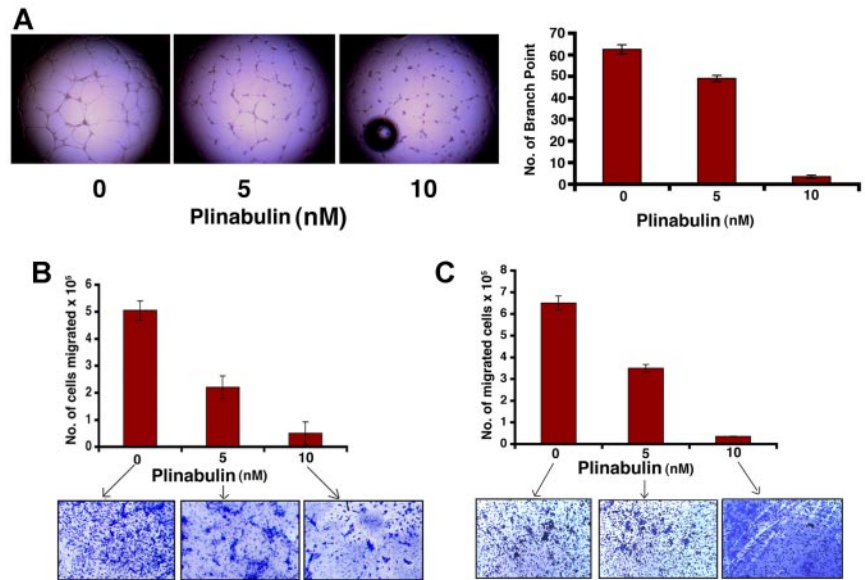 A
0 5 10
Plinabulin (nM)
No. of Branch Point
70
60
50
40
30
20
10
0
0 5 10
Plinabulin (nM)
B
No. of cells migrated x 10⁵
6
5
4
3
2
1
0
0 5 10
Plinabulin (nM)
C
No. of migrated cells x 10⁵
8
7
6
5
4
3
2
1
0
0 5 10
Plinabulin (nM)